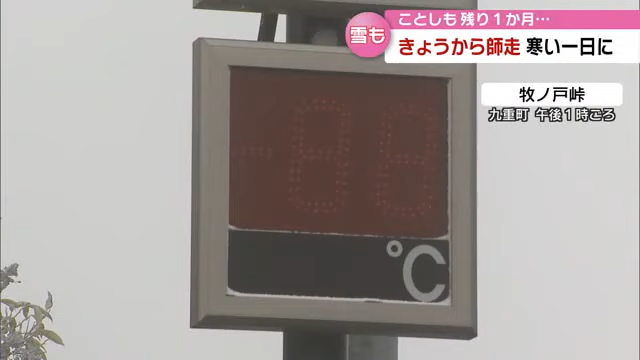 ことしも 残り１か月…
雪も
きょうから師走 寒い一日に
牧ノ戸峠
九重町 午後１時ごろ
℃